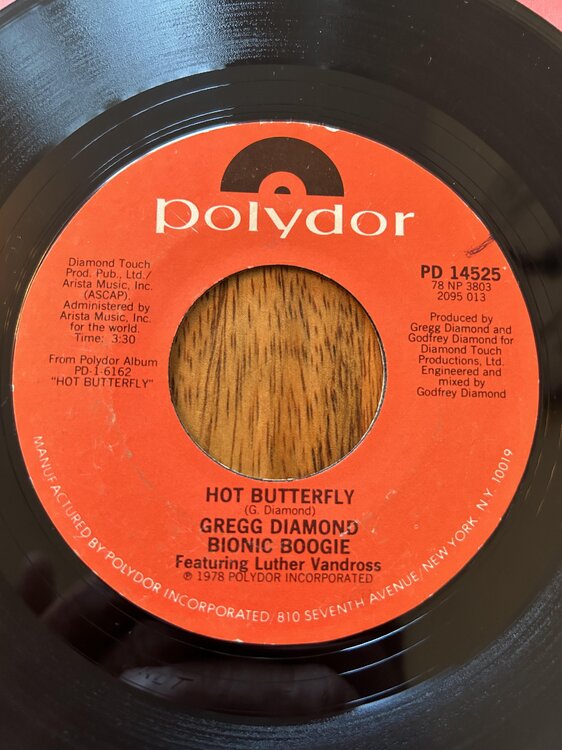 polydor
Diamond Touch
Prod. Pub., Ltd./
Arista Music, Inc.
(ASCAP).
Administered by
Arista Music, Inc.
for the world.
Time: 3:30
From Polydor Album
PD-1-6162
"HOT BUTTERFLY"
PD 14525
78 NP 3803
2095 013
Produced by
Gregg Diamond and
Godfrey Diamond for
Diamond Touch
Productions, Ltd.
Engineered and
mixed by
Godfrey Diamond
HOT BUTTERFLY
(G. Diamond)
GREGG DIAMOND
BIONIC BOOGIE
Featuring Luther Vandross
℗ 1978 POLYDOR INCORPORATED
MANUFACTURED BY POLYDOR INCORPORATED, 810 SEVENTH AVENUE/NEW YORK, N.Y. 10019